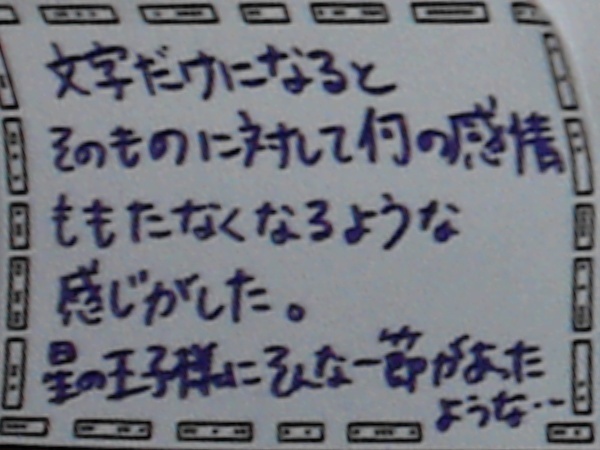 文字だけになると
そのものに対して何の感情
ももたなくなるような
感じがした。
星の王子様にそんな一節があった
ような…